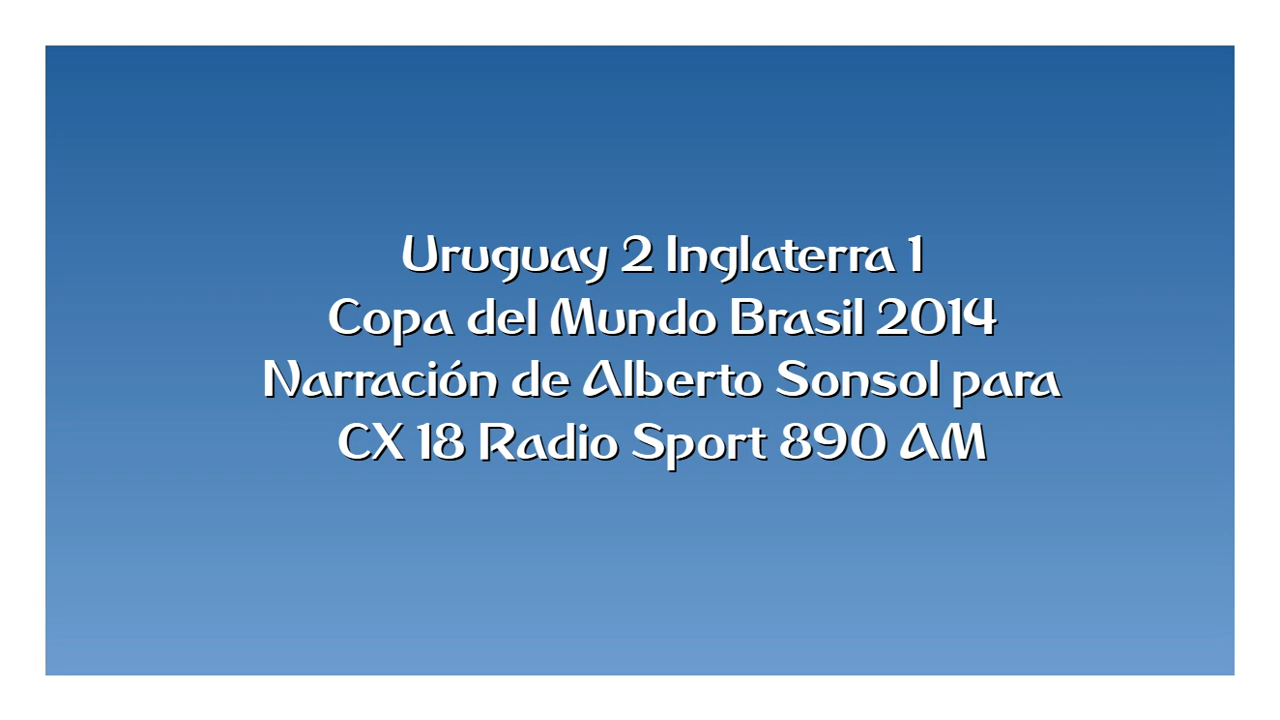 Uruguay 2 Inglaterra 1
Copa del Mundo Brasil 2014
Narración de Alberto Sonsol para
CX 18 Radio Sport 890 AM